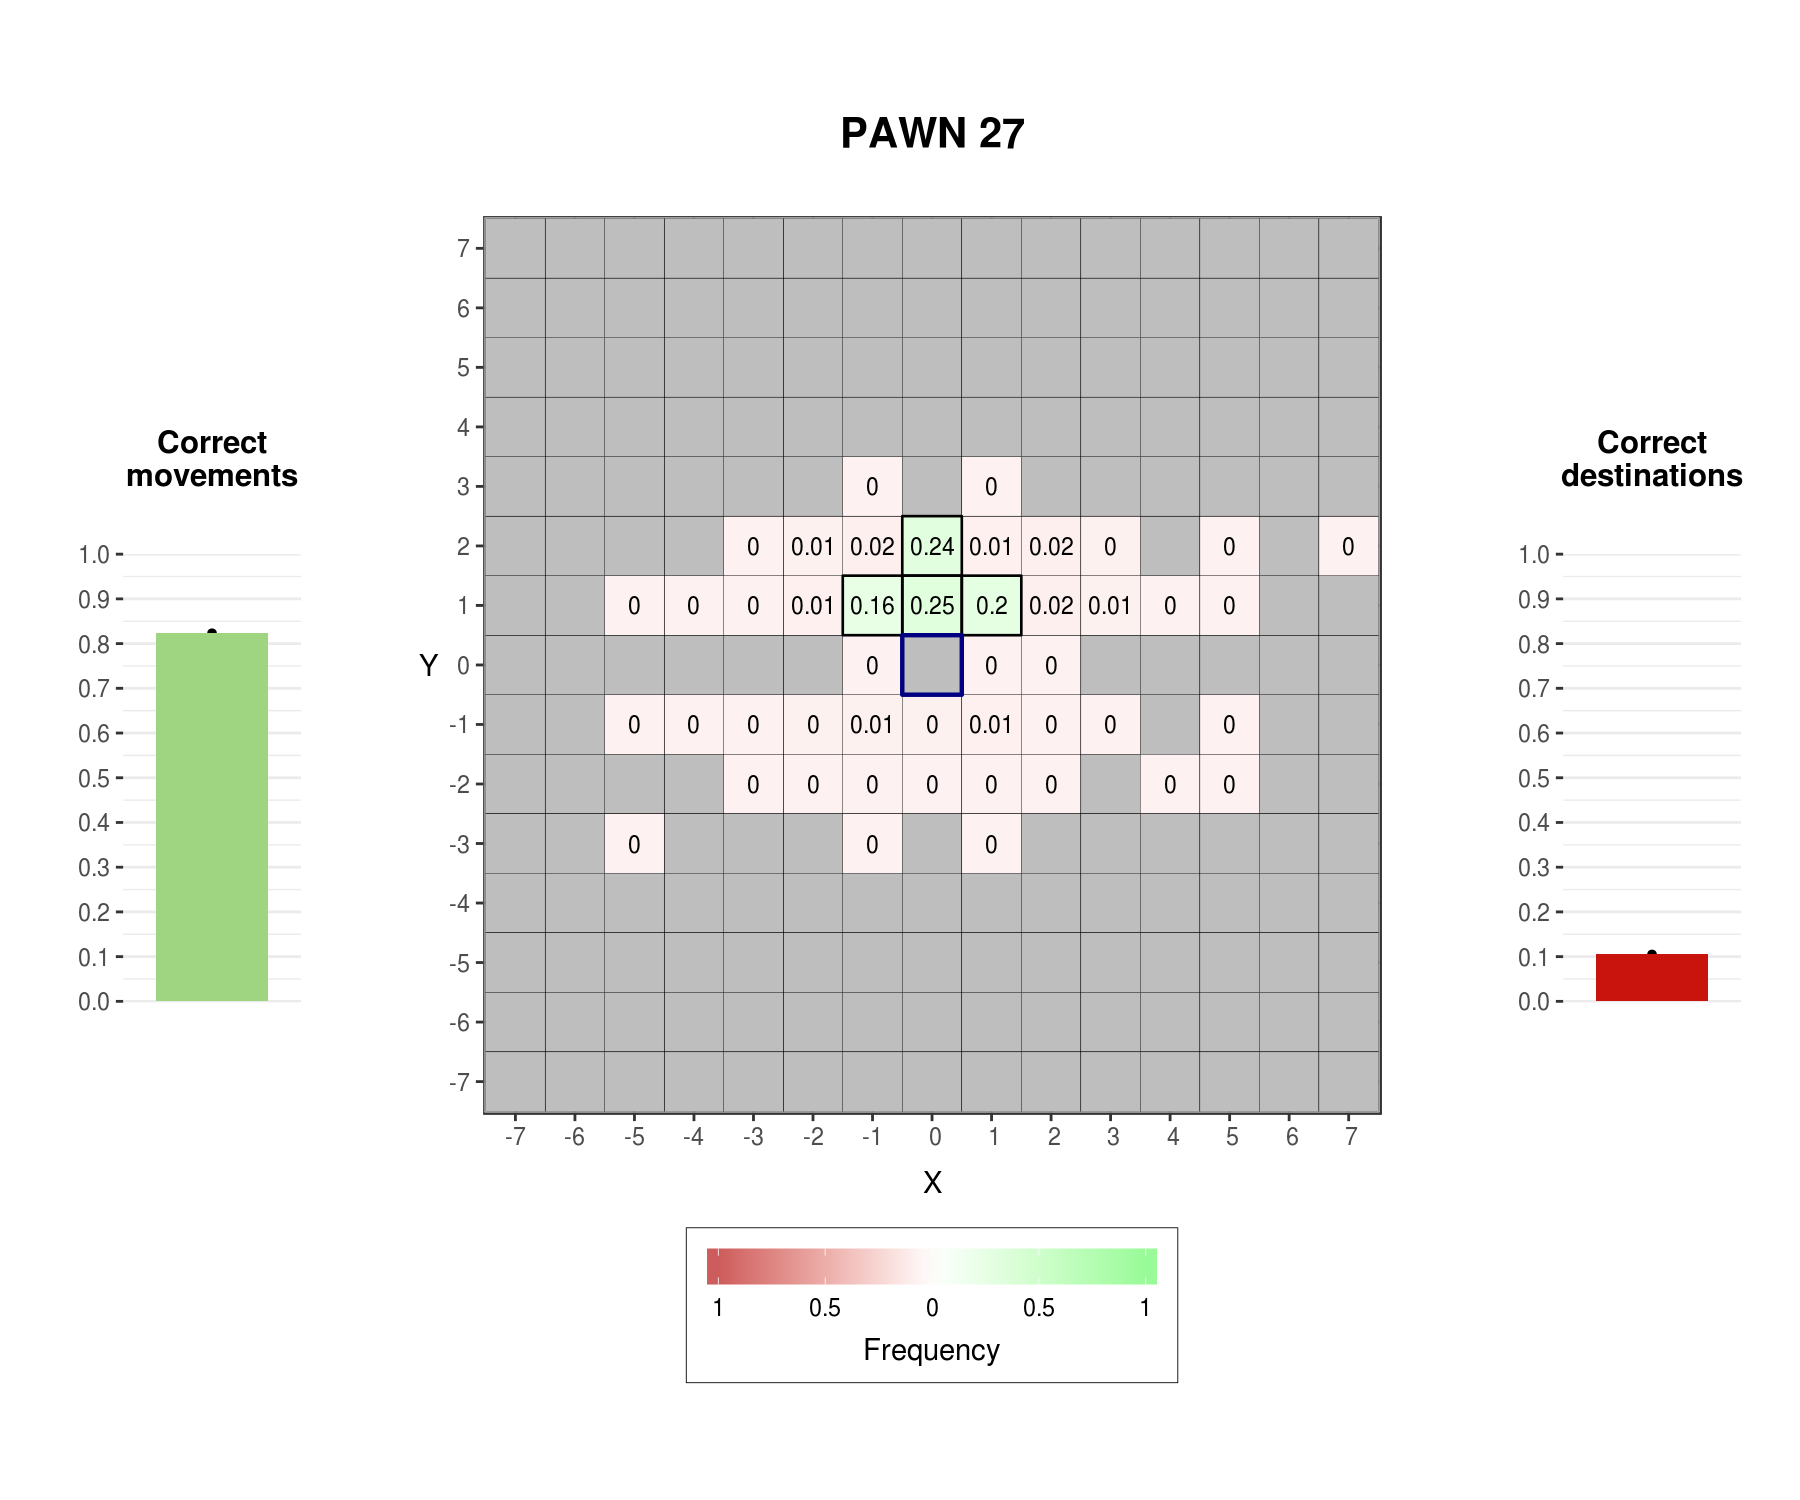 PAWN 27
Correct
movements
1.0
0.9
0.8
0.7
0.6
0.5
0.4
0.3
0.2
0.1
0.0
Y
7
6
5
4
3 0 0
2 0 0.01 0.02 0.24 0.01 0.02 0 0 0
1 0 0 0 0.01 0.16 0.25 0.2 0.02 0.01 0 0
0 0 0 0
-1 0 0 0 0 0.01 0 0.01 0 0 0
-2 0 0 0 0 0 0 0 0
-3 0 0 0
-4
-5
-6
-7
-7 -6 -5 -4 -3 -2 -1 0 1 2 3 4 5 6 7
X
1 0.5 0 0.5 1
Frequency
Correct
destinations
1.0
0.9
0.8
0.7
0.6
0.5
0.4
0.3
0.2
0.1
0.0